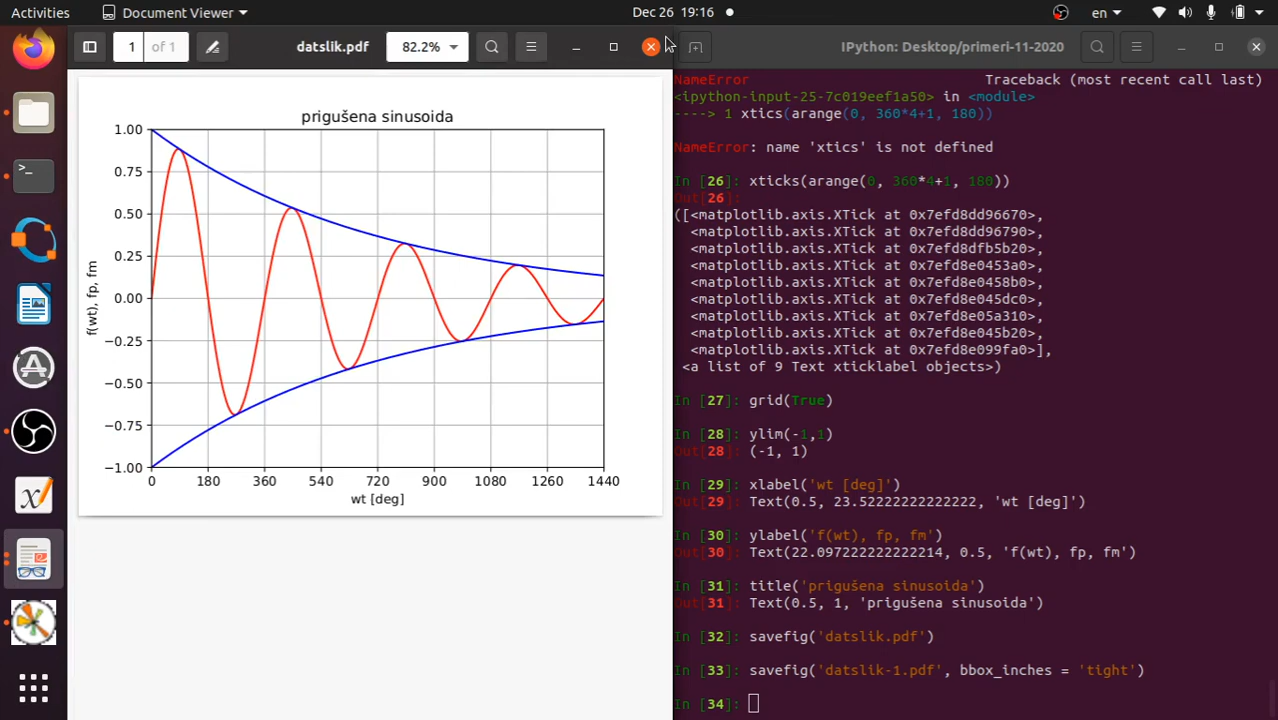 Activities
Document Viewer
Dec 26 19:16
en
1 of 1
datslik.pdf
82.2%
IPython: Desktop/primeri-11-2020
prigušena sinusoida
1.00
0.75
0.50
0.25
0.00
−0.25
−0.50
−0.75
−1.00
f(wt), fp, fm
0 180 360 540 720 900 1080 1260 1440
wt [deg]
NameError Traceback (most recent call last)
<ipython-input-25-7c019eef1a50> in <module>
----> 1 xtics(arange(0, 360*4+1, 180))
NameError: name 'xtics' is not defined
In [26]: xticks(arange(0, 360*4+1, 180))
Out[26]:
([<matplotlib.axis.XTick at 0x7efd8dd96670>,
<matplotlib.axis.XTick at 0x7efd8dd96790>,
<matplotlib.axis.XTick at 0x7efd8dfb5b20>,
<matplotlib.axis.XTick at 0x7efd8e0453a0>,
<matplotlib.axis.XTick at 0x7efd8e0458b0>,
<matplotlib.axis.XTick at 0x7efd8e045dc0>,
<matplotlib.axis.XTick at 0x7efd8e05a310>,
<matplotlib.axis.XTick at 0x7efd8e045b20>,
<matplotlib.axis.XTick at 0x7efd8e099fa0>],
<a list of 9 Text xticklabel objects>)
In [27]: grid(True)
In [28]: ylim(-1,1)
Out[28]: (-1, 1)
In [29]: xlabel('wt [deg]')
Out[29]: Text(0.5, 23.52222222222222, 'wt [deg]')
In [30]: ylabel('f(wt), fp, fm')
Out[30]: Text(22.097222222222214, 0.5, 'f(wt), fp, fm')
In [31]: title('prigušena sinusoida')
Out[31]: Text(0.5, 1, 'prigušena sinusoida')
In [32]: savefig('datslik.pdf')
In [33]: savefig('datslik-1.pdf', bbox_inches = 'tight')
In [34]: